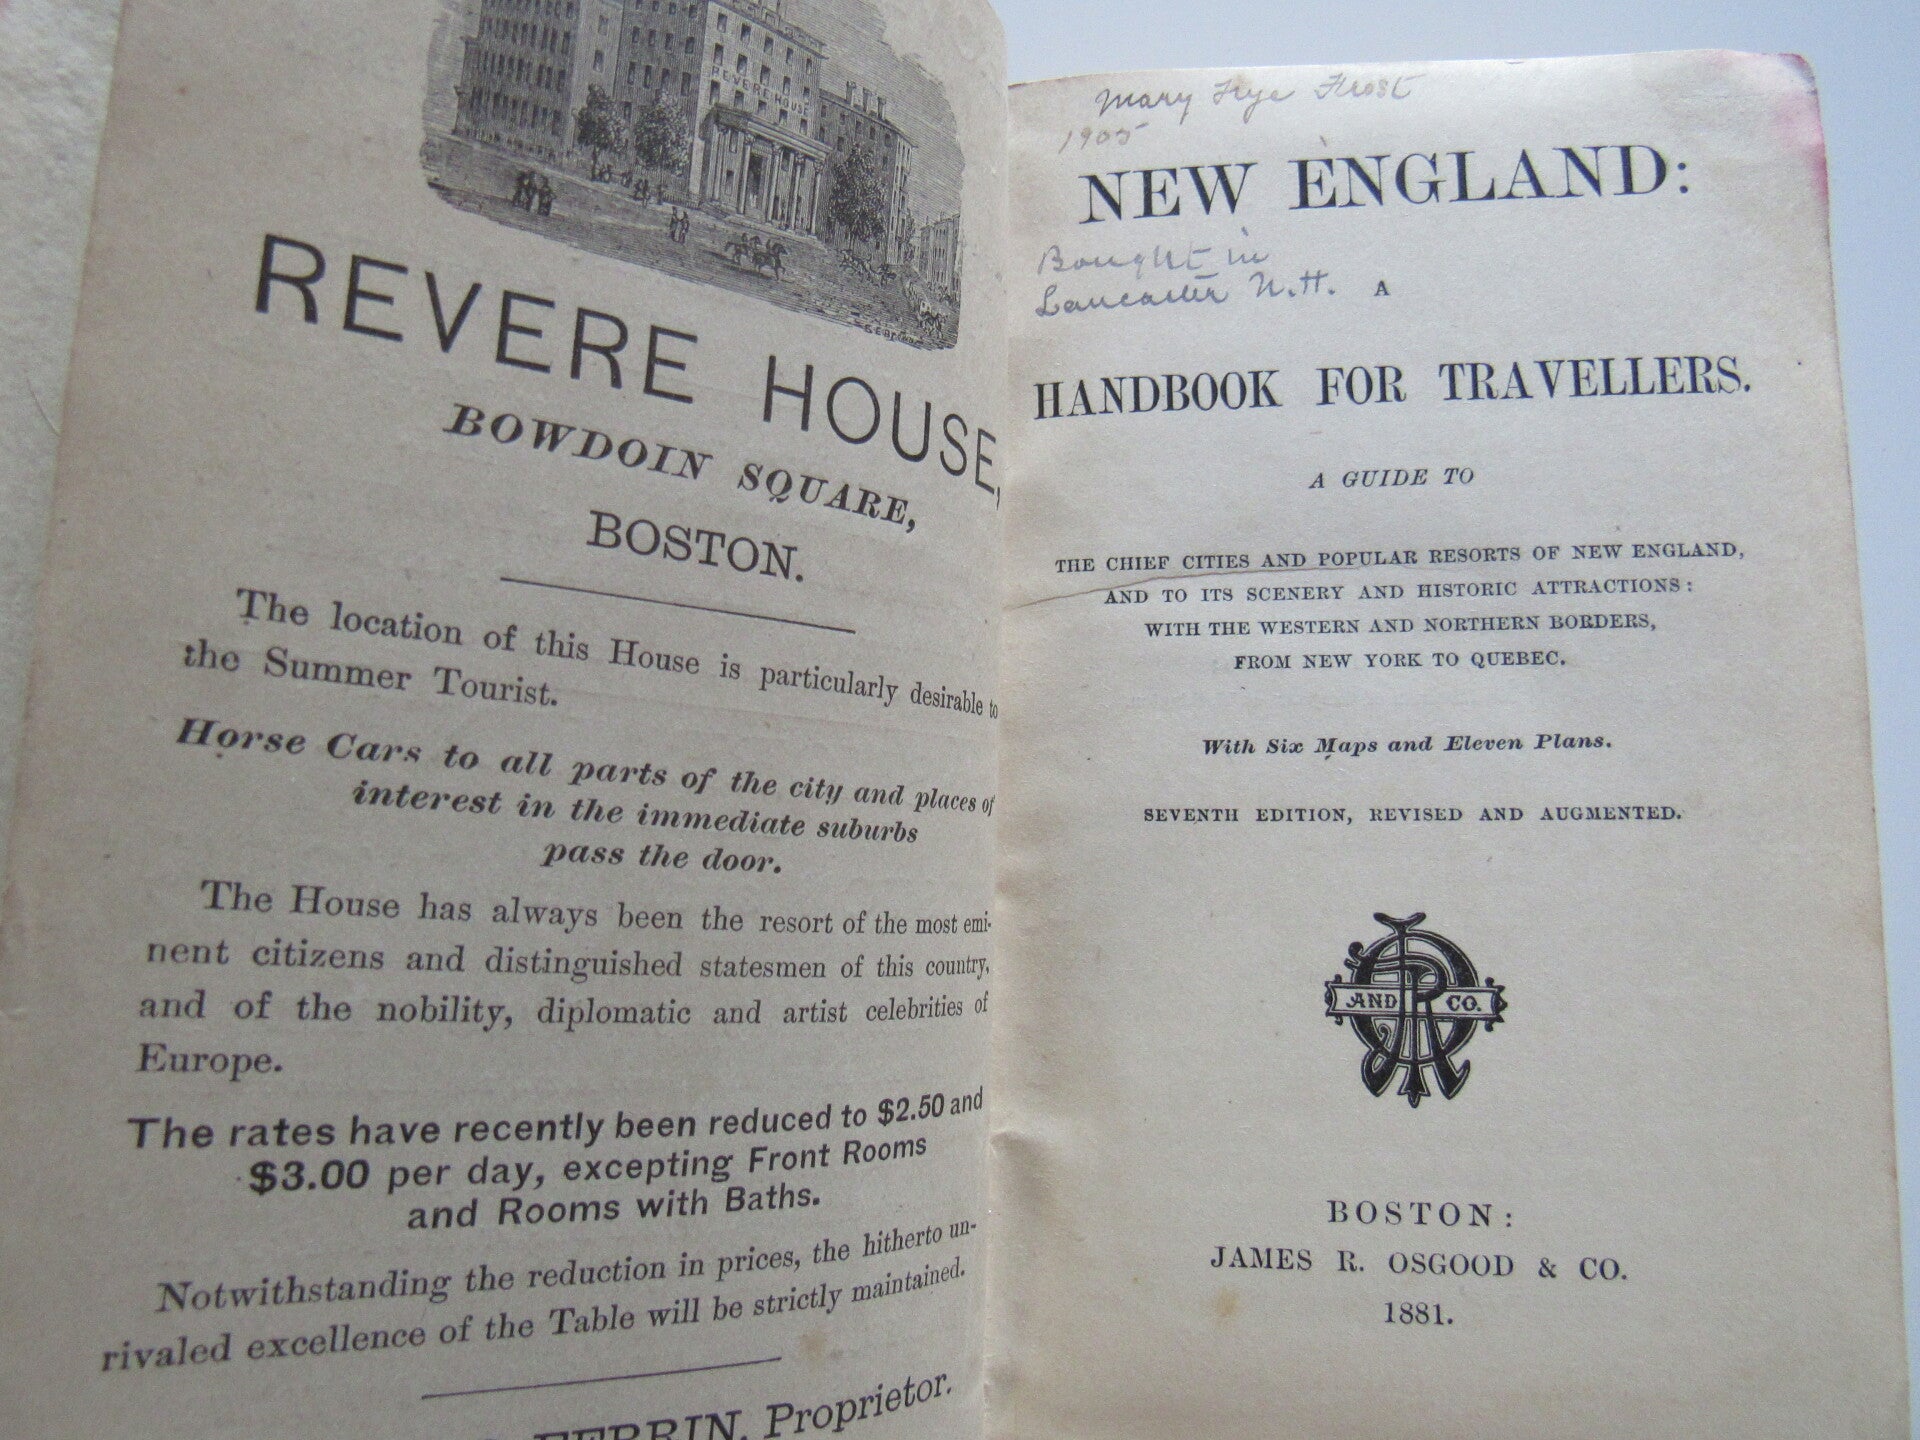 REVERE HOUSE
REVERE HOUSE,
BOWDOIN SQUARE,
BOSTON.
The location of this House is particularly desirable to
the Summer Tourist.
Horse Cars to all parts of the city and places of
interest in the immediate suburbs
pass the door.
The House has always been the resort of the most emi-
nent citizens and distinguished statesmen of this country,
and of the nobility, diplomatic and artist celebrities of
Europe.
The rates have recently been reduced to $2.50 and
$3.00 per day, excepting Front Rooms
and Rooms with Baths.
Notwithstanding the reduction in prices, the hitherto un-
rivaled excellence of the Table will be strictly maintained.
FERRIN, Proprietor.
Mary Frye Frost
1905
NEW ENGLAND:
Bought in
Lancaster N.H.
A
HANDBOOK FOR TRAVELLERS.
A GUIDE TO
THE CHIEF CITIES AND POPULAR RESORTS OF NEW ENGLAND,
AND TO ITS SCENERY AND HISTORIC ATTRACTIONS:
WITH THE WESTERN AND NORTHERN BORDERS,
FROM NEW YORK TO QUEBEC.
With Six Maps and Eleven Plans.
SEVENTH EDITION, REVISED AND AUGMENTED.
AND CO.
BOSTON:
JAMES R. OSGOOD & CO.
1881.